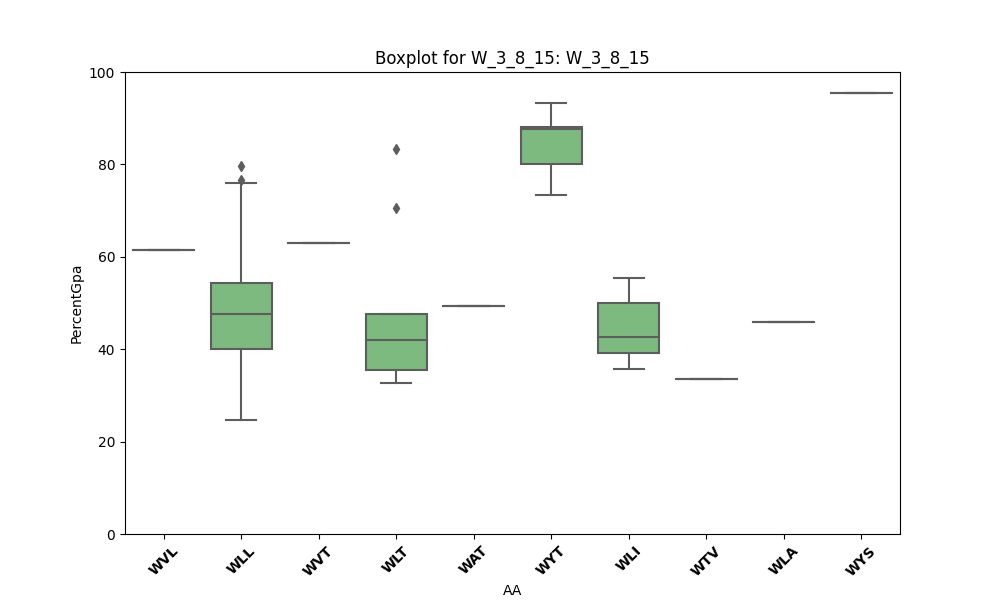 Boxplot for W_3_8_15: W_3_8_15
100
80
60
40
20
0
PercentGpa
WVL
WLL
WVT
WLT
WAT
WYT
WLI
WTV
WLA
WYS
AA